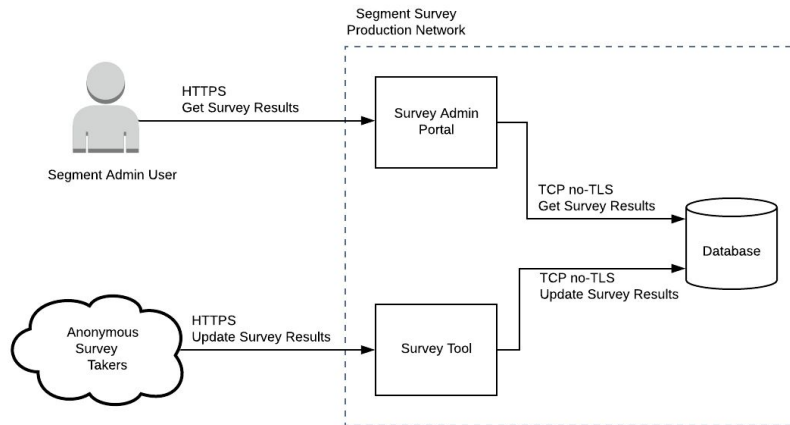 Segment Survey
Production Network
HTTPS
Get Survey Results
Survey Admin
Portal
Segment Admin User
TCP no-TLS
Get Survey Results
Database
TCP no-TLS
Update Survey Results
HTTPS
Update Survey Results
Anonymous
Survey
Takers
Survey Tool